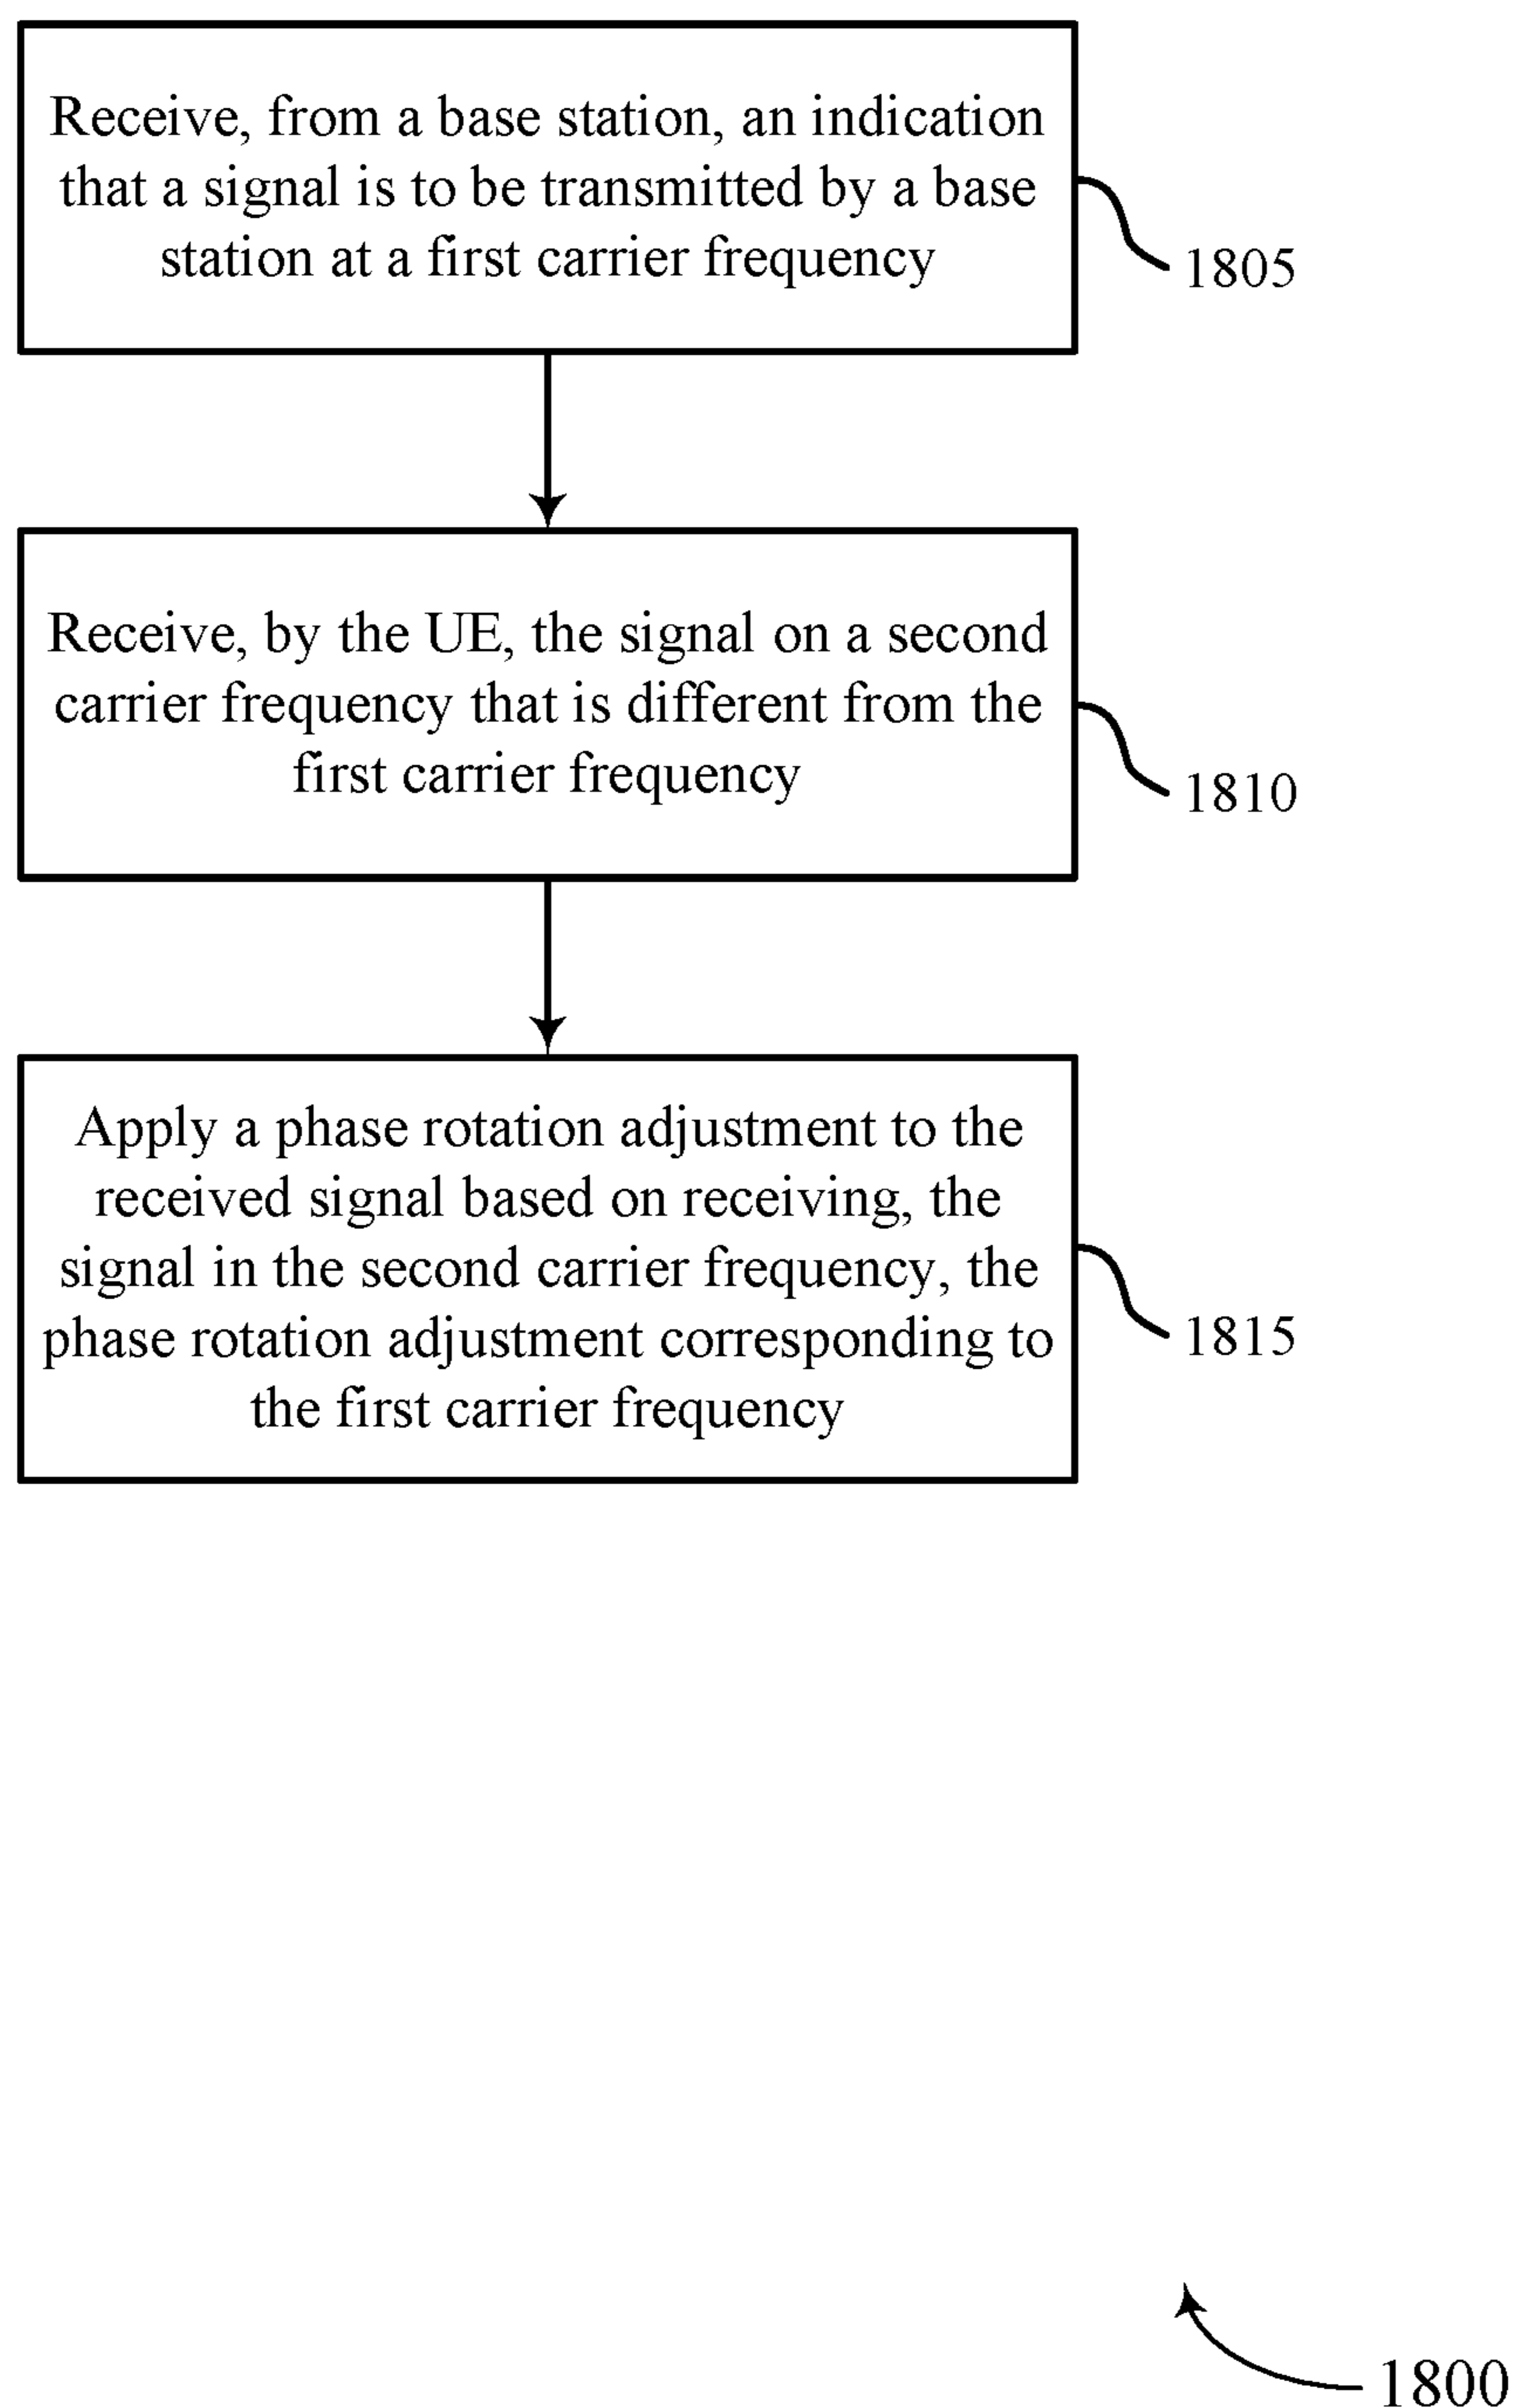 Receive, from a base station, an indication
that a signal is to be transmitted by a base
station at a first carrier frequency
1805
Receive, by the UE, the signal on a second
carrier frequency that is different from the
first carrier frequency
1810
Apply a phase rotation adjustment to the
received signal based on receiving, the
signal in the second carrier frequency, the
phase rotation adjustment corresponding to
the first carrier frequency
1815
1800